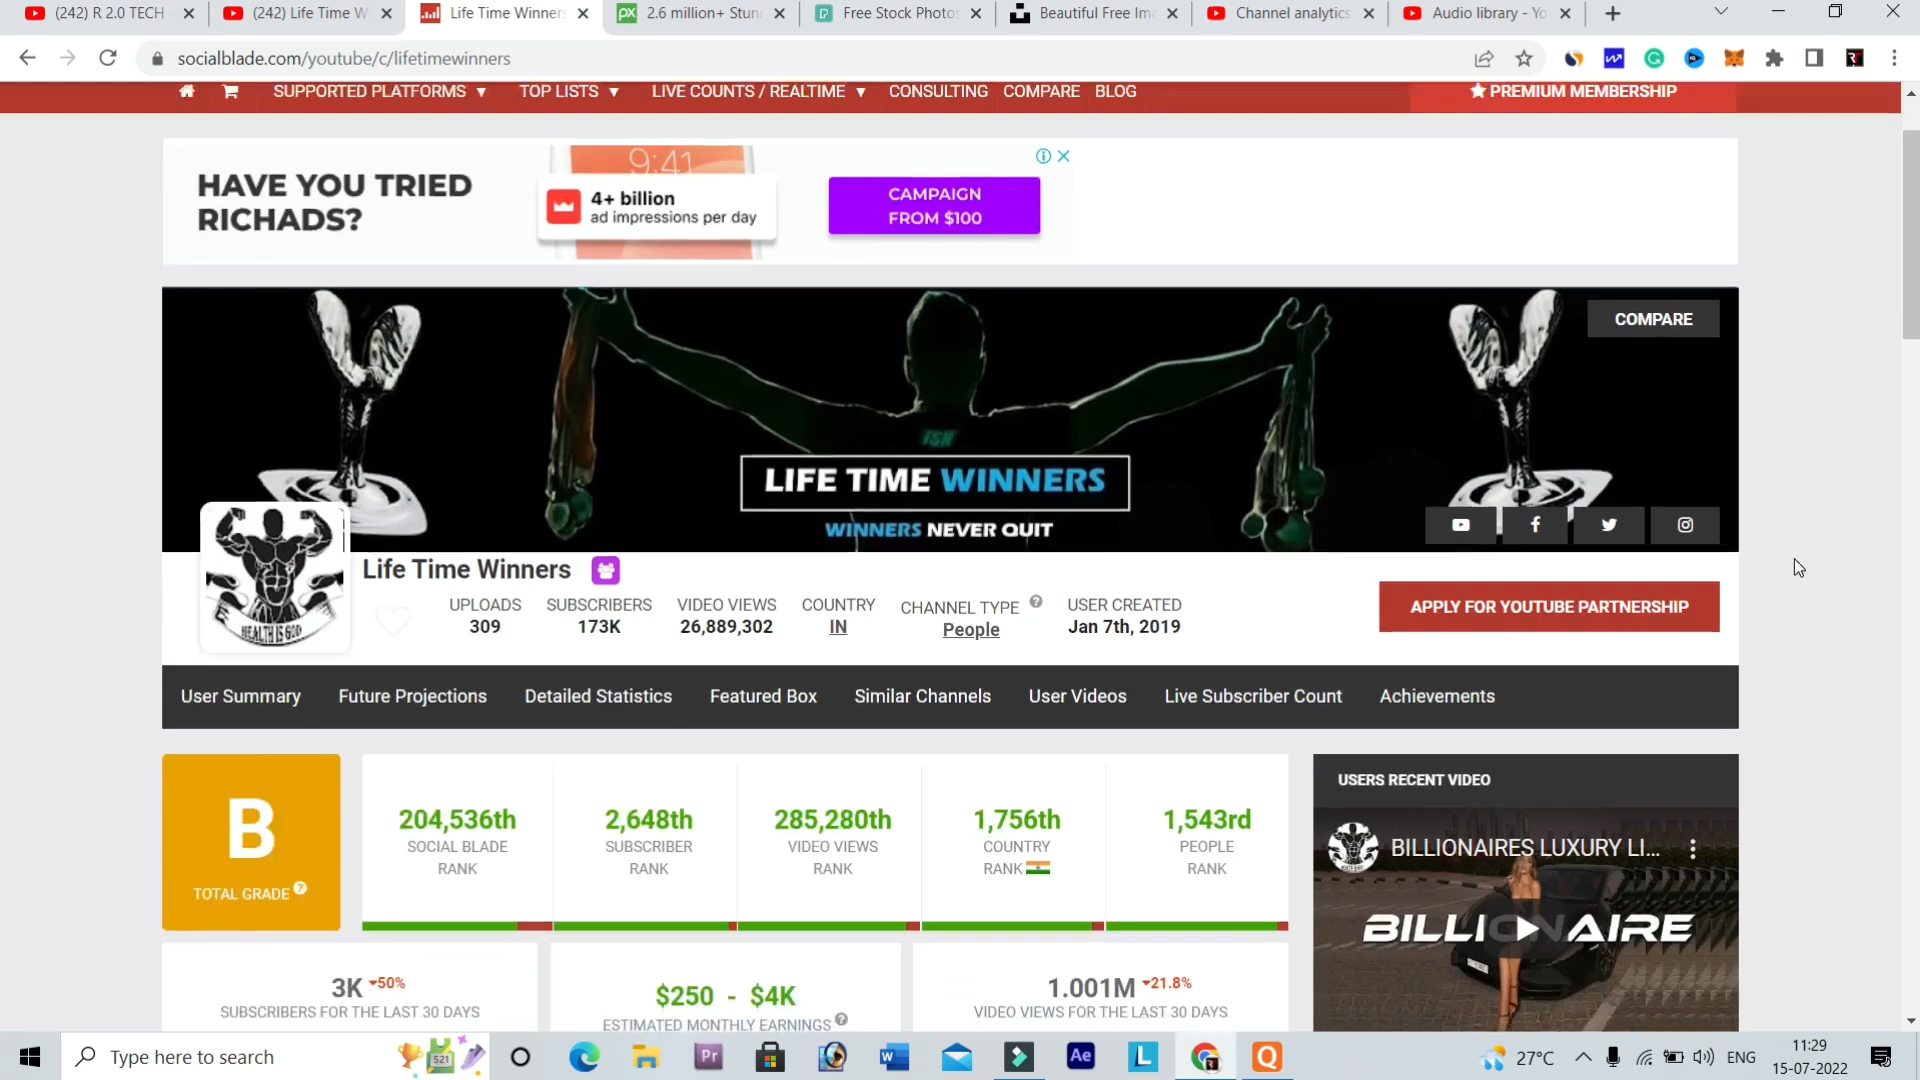 (242) R 2.0 TECH
(242) Life Time W
Life Time Winners
2.6 million+ Stun
Free Stock Photos
Beautiful Free Ima
Channel analytics
Audio library - Yo
socialblade.com/youtube/c/lifetimewinners
SUPPORTED PLATFORMS
TOP LISTS
LIVE COUNTS / REALTIME
CONSULTING
COMPARE
BLOG
PREMIUM MEMBERSHIP
HAVE YOU TRIED
RICHADS?
9:41
4+ billion
ad impressions per day
CAMPAIGN
FROM $100
COMPARE
LIFE TIME WINNERS
WINNERS NEVER QUIT
HEALTH IS GOD
Life Time Winners
UPLOADS
309
SUBSCRIBERS
173K
VIDEO VIEWS
26,889,302
COUNTRY
IN
CHANNEL TYPE
People
USER CREATED
Jan 7th, 2019
APPLY FOR YOUTUBE PARTNERSHIP
User Summary
Future Projections
Detailed Statistics
Featured Box
Similar Channels
User Videos
Live Subscriber Count
Achievements
B
TOTAL GRADE
204,536th
SOCIAL BLADE
RANK
2,648th
SUBSCRIBER
RANK
285,280th
VIDEO VIEWS
RANK
1,756th
COUNTRY
RANK
1,543rd
PEOPLE
RANK
USERS RECENT VIDEO
BILLIONAIRES LUXURY LI...
BILLIONAIRE
3K -50%
SUBSCRIBERS FOR THE LAST 30 DAYS
$250 - $4K
ESTIMATED MONTHLY EARNINGS
1.001M -21.8%
VIDEO VIEWS FOR THE LAST 30 DAYS
Type here to search
27°C
ENG
11:29
15-07-2022